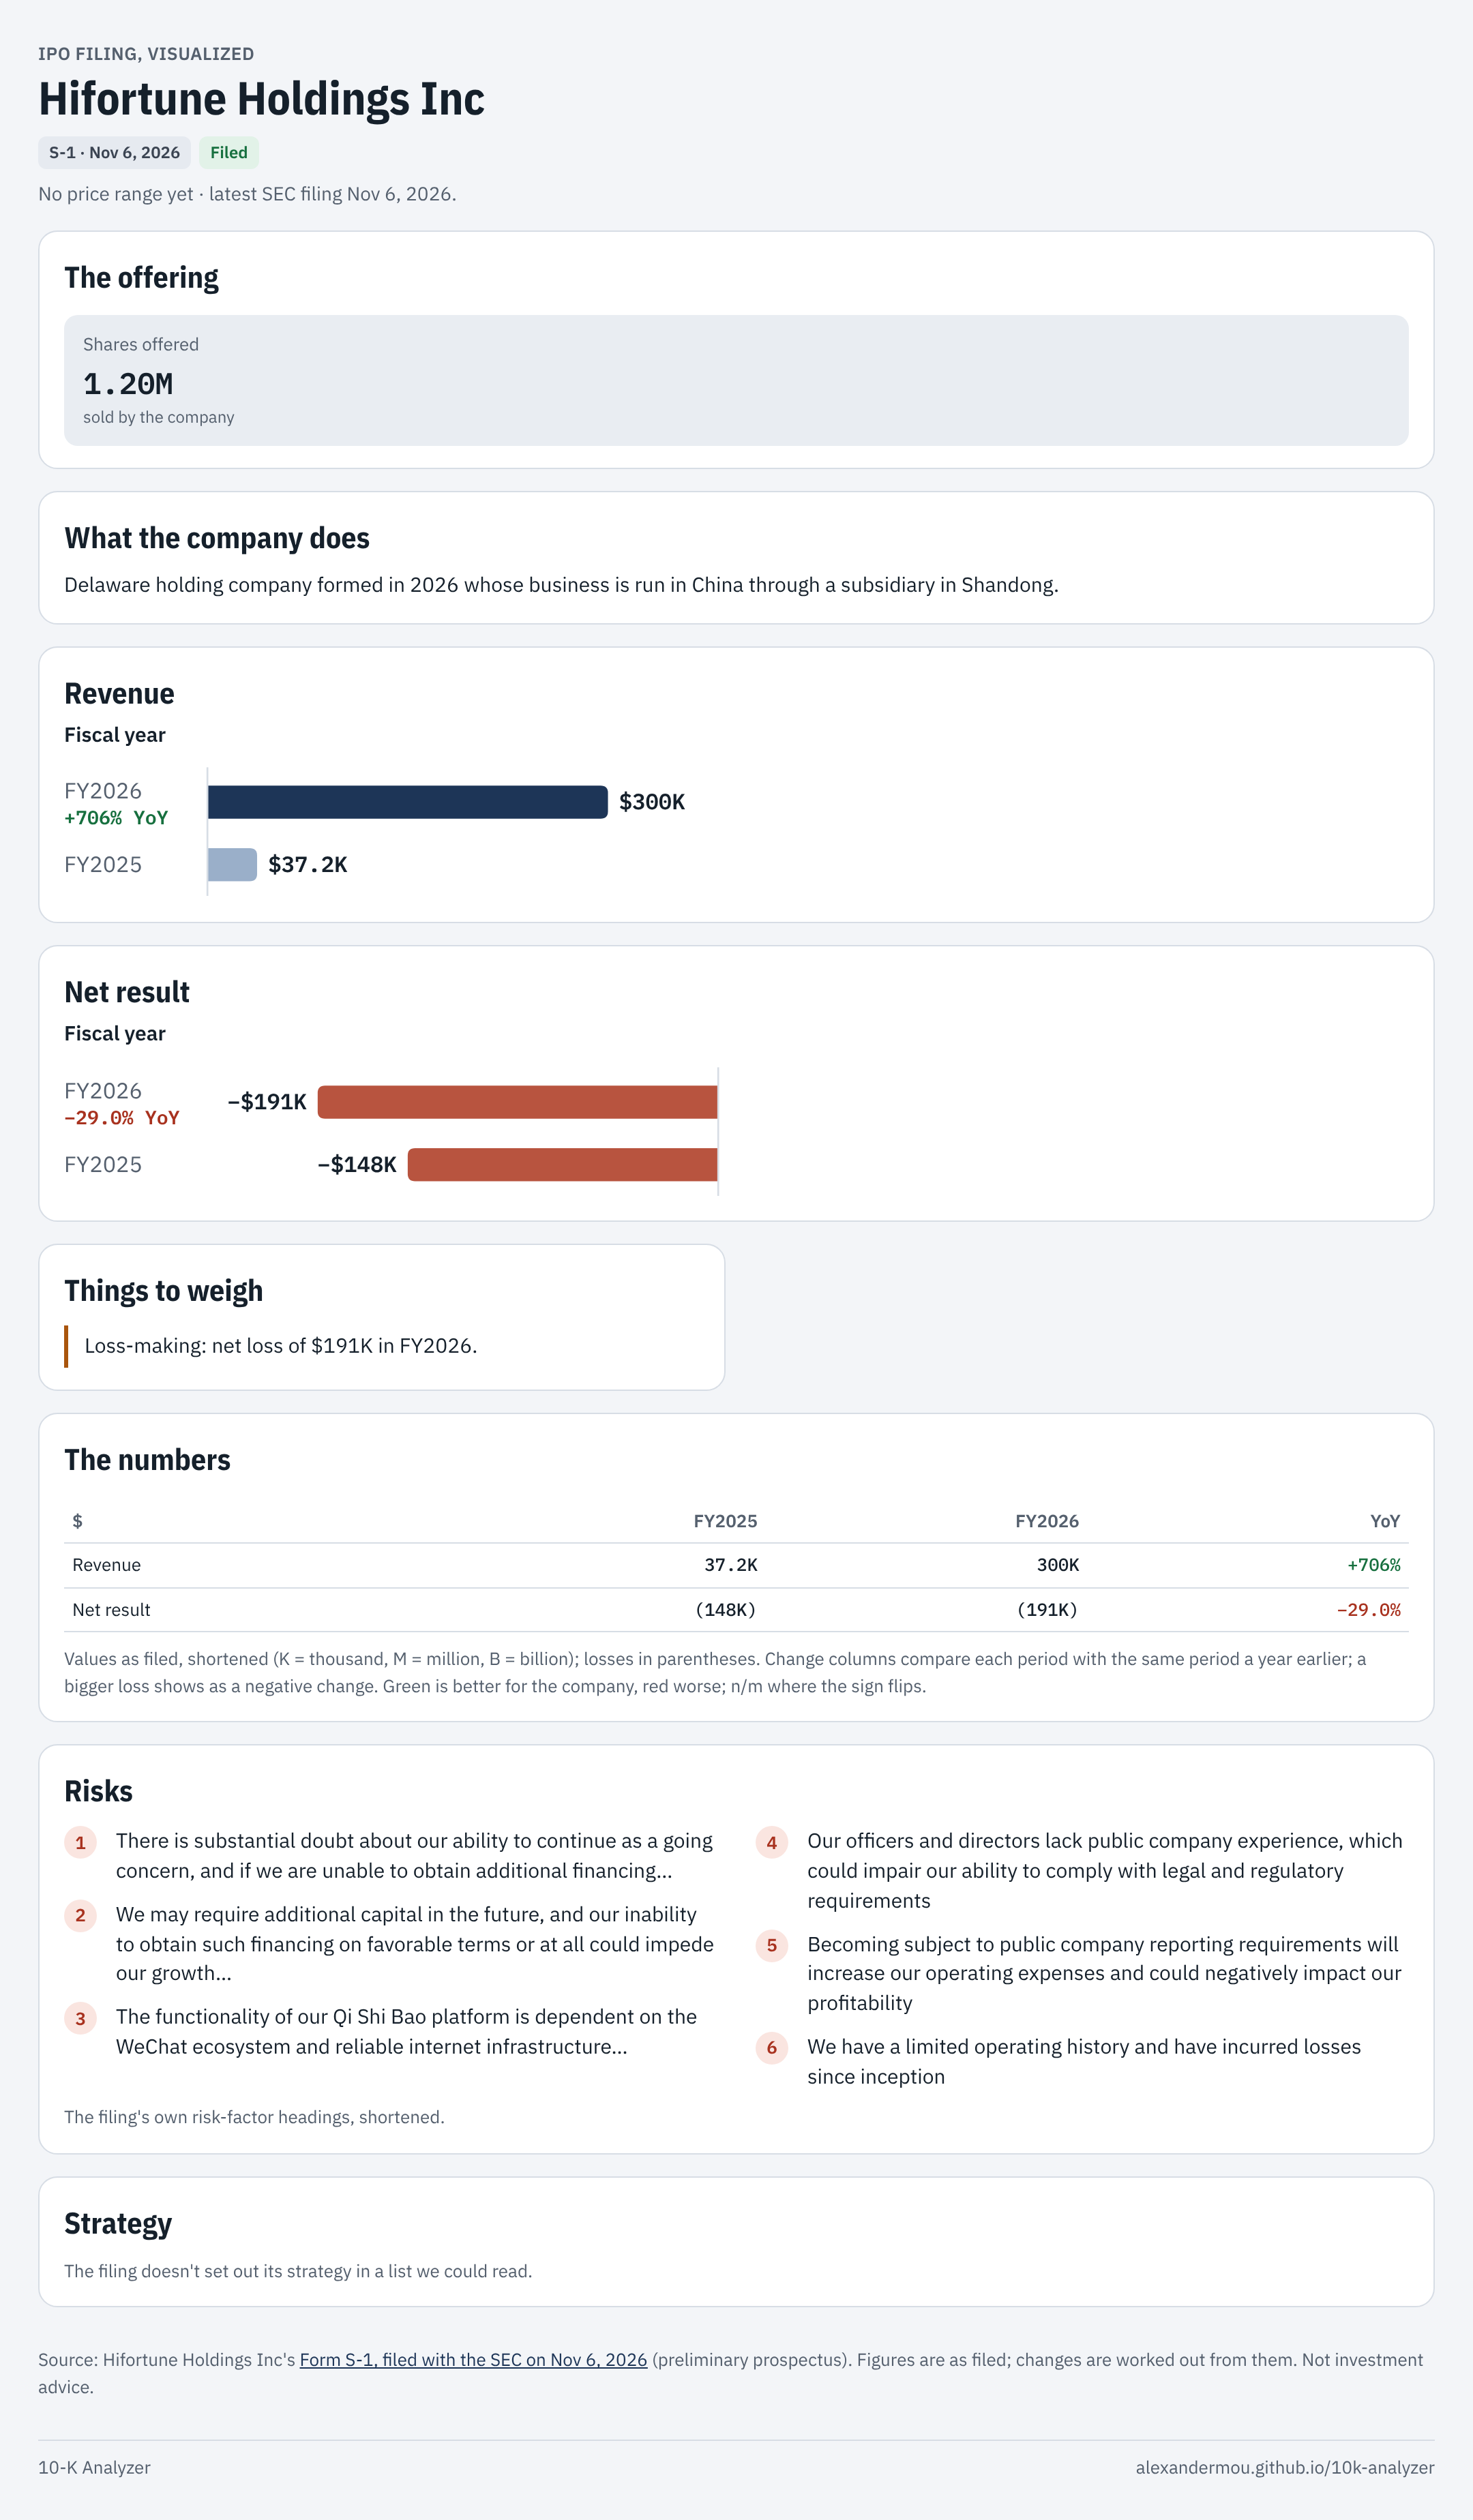 IPO FILING, VISUALIZED
Hifortune Holdings Inc
S-1 · Nov 6, 2026 Filed
No price range yet · latest SEC filing Nov 6, 2026.
The offering
Shares offered
1.20M
sold by the company
What the company does
Delaware holding company formed in 2026 whose business is run in China through a subsidiary in Shandong.
Revenue
Fiscal year
FY2026
+706% YoY
$300K
FY2025
$37.2K
Net result
Fiscal year
FY2026
−29.0% YoY
−$191K
FY2025
−$148K
Things to weigh
Loss-making: net loss of $191K in FY2026.
The numbers
$ FY2025 FY2026 YoY
Revenue 37.2K 300K +706%
Net result (148K) (191K) −29.0%
Values as filed, shortened (K = thousand, M = million, B = billion); losses in parentheses. Change columns compare each period with the same period a year earlier; a
bigger loss shows as a negative change. Green is better for the company, red worse; n/m where the sign flips.
Risks
1 There is substantial doubt about our ability to continue as a going
concern, and if we are unable to obtain additional financing…
2 We may require additional capital in the future, and our inability
to obtain such financing on favorable terms or at all could impede
our growth…
3 The functionality of our Qi Shi Bao platform is dependent on the
WeChat ecosystem and reliable internet infrastructure…
4 Our officers and directors lack public company experience, which
could impair our ability to comply with legal and regulatory
requirements
5 Becoming subject to public company reporting requirements will
increase our operating expenses and could negatively impact our
profitability
6 We have a limited operating history and have incurred losses
since inception
The filing's own risk-factor headings, shortened.
Strategy
The filing doesn't set out its strategy in a list we could read.
Source: Hifortune Holdings Inc's Form S-1, filed with the SEC on Nov 6, 2026 (preliminary prospectus). Figures are as filed; changes are worked out from them. Not investment
advice.
10-K Analyzer alexandermou.github.io/10k-analyzer